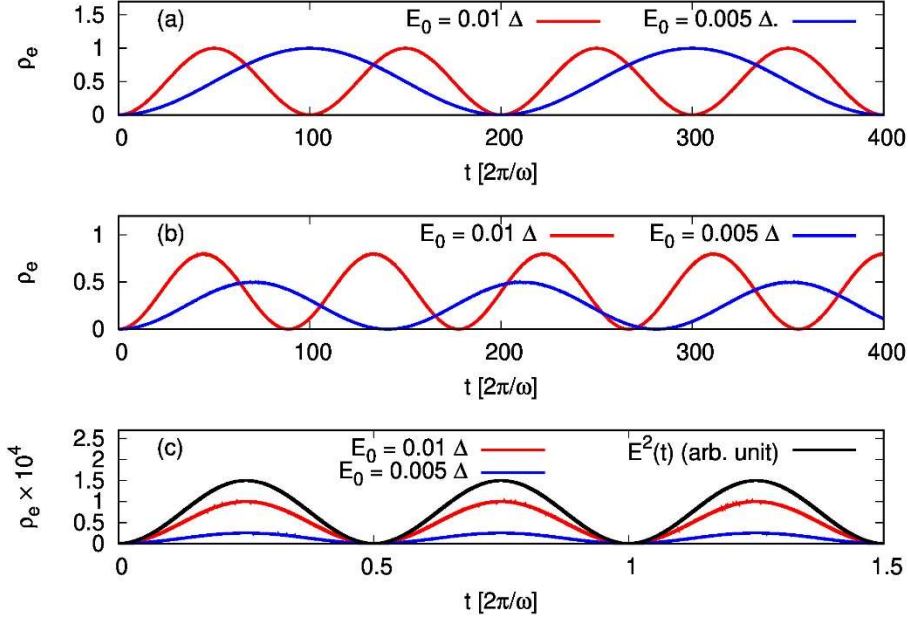 (a) E₀ = 0.01 Δ E₀ = 0.005 Δ.
1.5
1
0.5
0
ρₑ
0 100 200 300 400
t [2π/ω]
(b) E₀ = 0.01 Δ E₀ = 0.005 Δ
1
0.5
0
ρₑ
0 100 200 300 400
t [2π/ω]
(c) E₀ = 0.01 Δ E²(t) (arb. unit)
E₀ = 0.005 Δ
2.5
2
1.5
1
0.5
0
ρₑ × 10⁴
0 0.5 1 1.5
t [2π/ω]